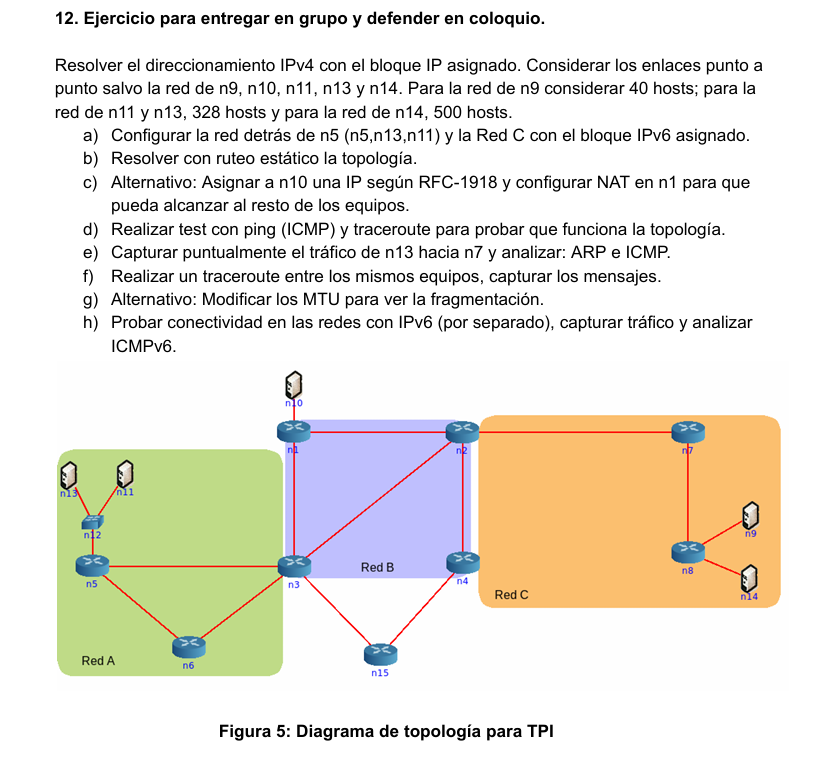 12. Ejercicio para entregar en grupo y defender en coloquio.
Resolver el direccionamiento IPv4 con el bloque IP asignado. Considerar los enlaces punto a
punto salvo la red de n9, n10, n11, n13 y n14. Para la red de n9 considerar 40 hosts; para la
red de n11 y n13, 328 hosts y para la red de n14, 500 hosts.
a) Configurar la red detrás de n5 (n5,n13,n11) y la Red C con el bloque IPv6 asignado.
b) Resolver con ruteo estático la topología.
c) Alternativo: Asignar a n10 una IP según RFC-1918 y configurar NAT en n1 para que
pueda alcanzar al resto de los equipos.
d) Realizar test con ping (ICMP) y traceroute para probar que funciona la topología.
e) Capturar puntualmente el tráfico de n13 hacia n7 y analizar: ARP e ICMP.
f) Realizar un traceroute entre los mismos equipos, capturar los mensajes.
g) Alternativo: Modificar los MTU para ver la fragmentación.
h) Probar conectividad en las redes con IPv6 (por separado), capturar tráfico y analizar
ICMPv6.
n10
n1
n2
n7
n13
n11
n12
n9
n5
n3
Red B
n4
n8
n14
Red C
Red A
n6
n15
Figura 5: Diagrama de topología para TPI